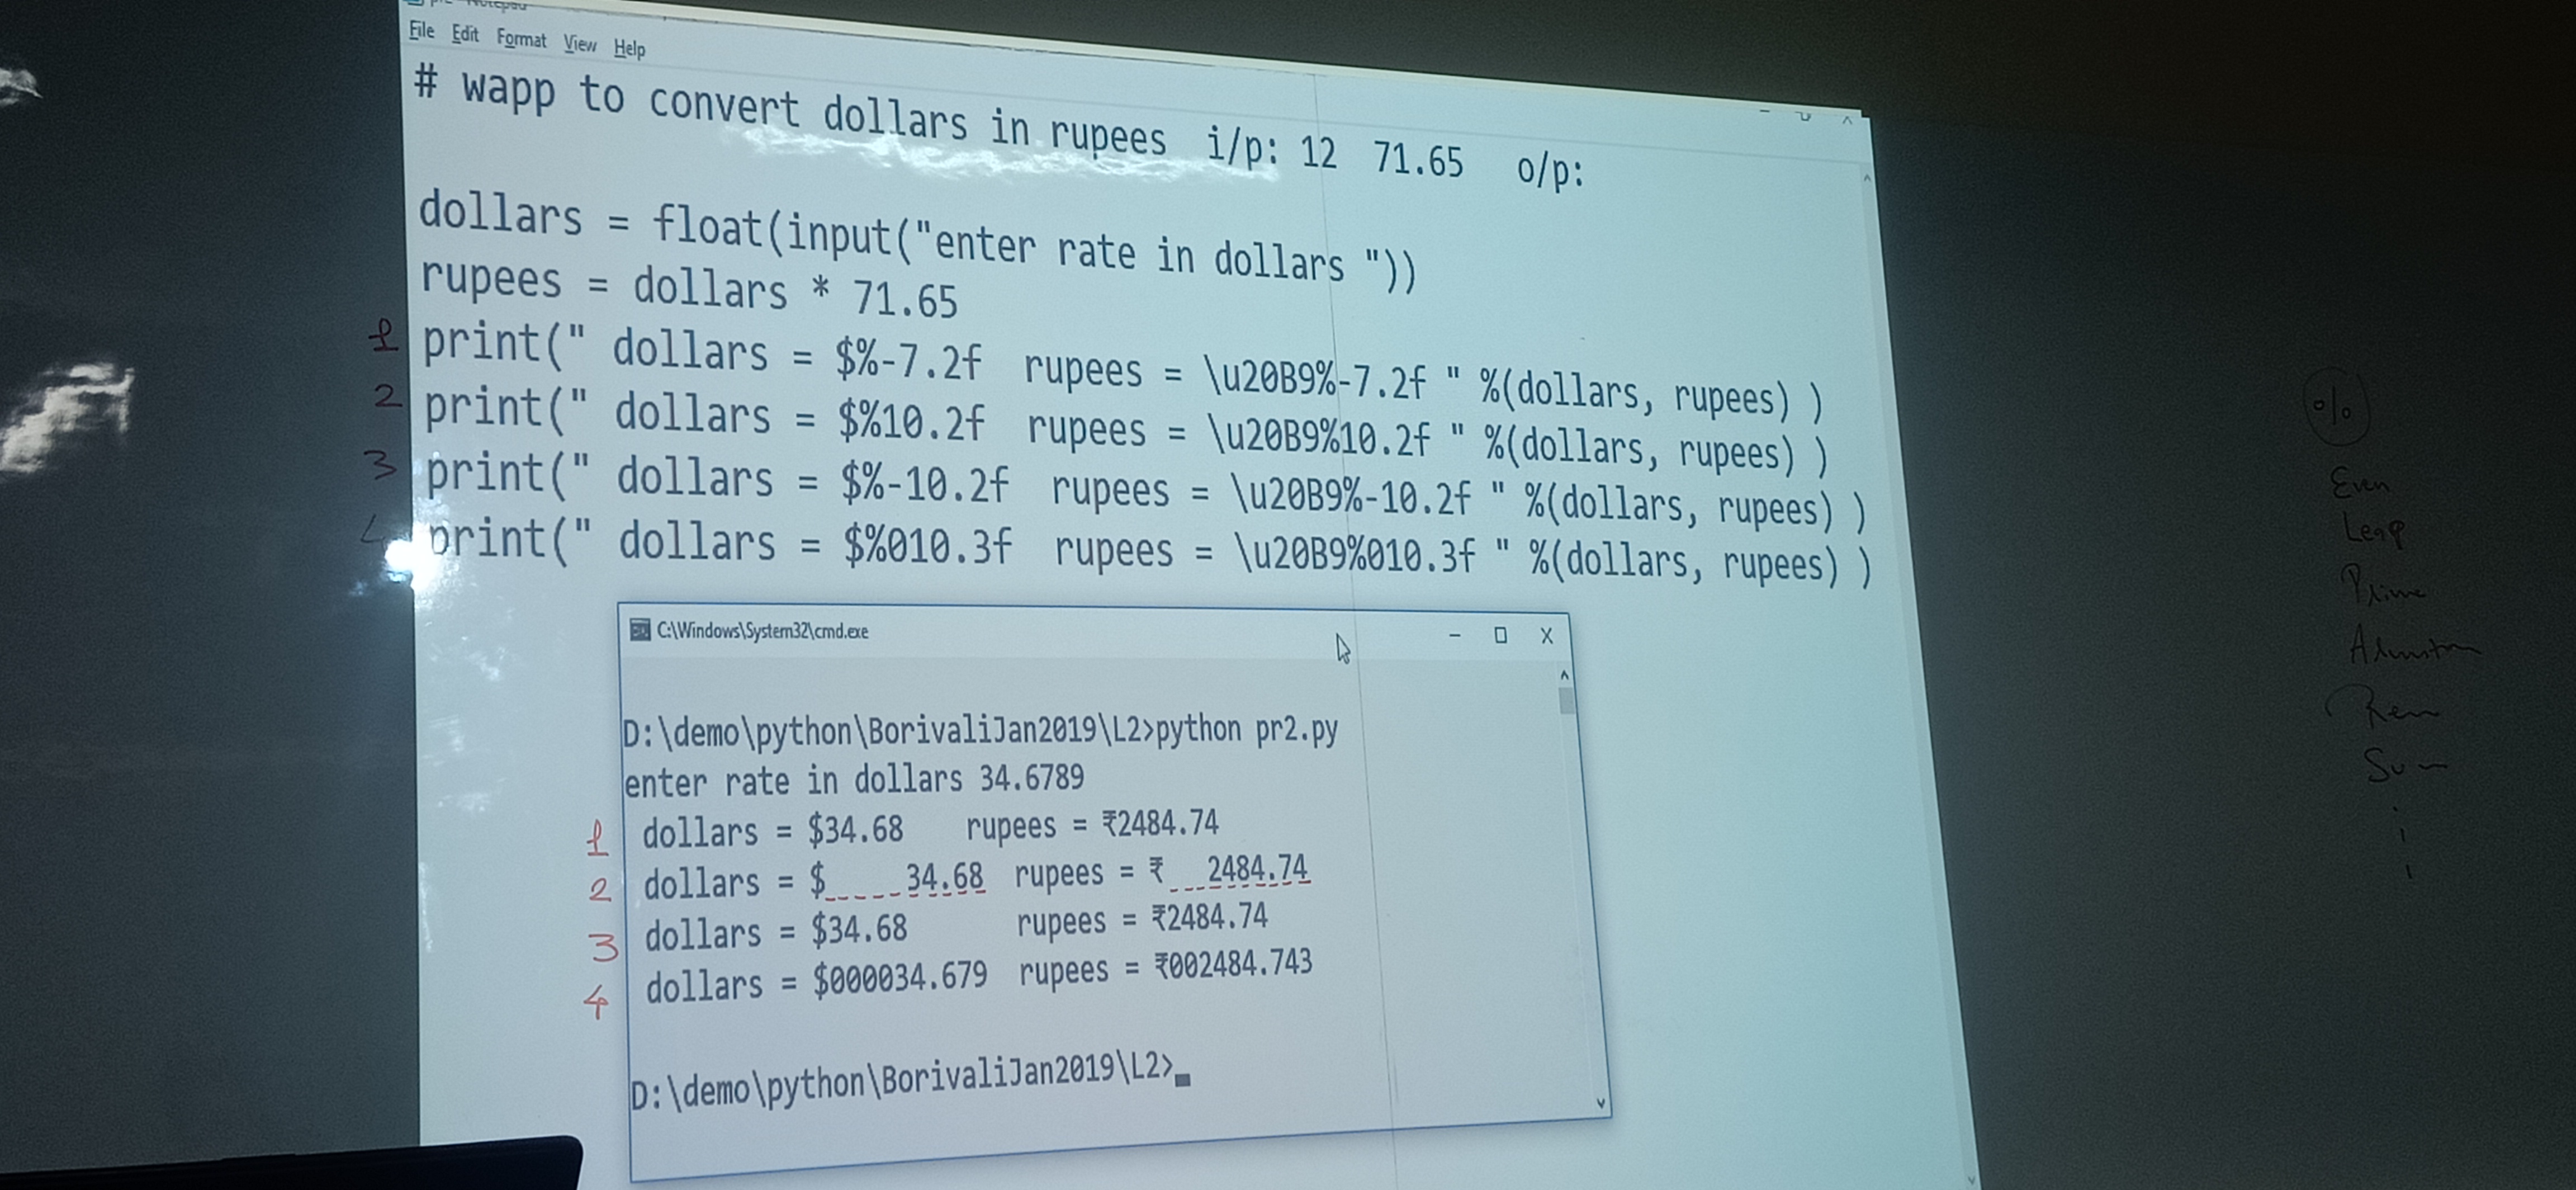 File Edit Format View Help
# wapp to convert dollars in rupees i/p: 12 71.65 o/p:
dollars = float(input("enter rate in dollars "))
rupees = dollars * 71.65
1 print(" dollars = $%-7.2f rupees = \u20B9%-7.2f " %(dollars, rupees) )
2 print(" dollars = $%10.2f rupees = \u20B9%10.2f " %(dollars, rupees) )
3 print(" dollars = $%-10.2f rupees = \u20B9%-10.2f " %(dollars, rupees) )
4 print(" dollars = $%010.3f rupees = \u20B9%010.3f " %(dollars, rupees) )
C:\Windows\System32\cmd.exe
D:\demo\python\BorivaliJan2019\L2>python pr2.py
enter rate in dollars 34.6789
1 dollars = $34.68 rupees = ₹2484.74
2 dollars = $ 34.68 rupees = ₹ 2484.74
3 dollars = $34.68 rupees = ₹2484.74
4 dollars = $000034.679 rupees = ₹002484.743
D:\demo\python\BorivaliJan2019\L2>
%
Even
Leap
Prime
Sum